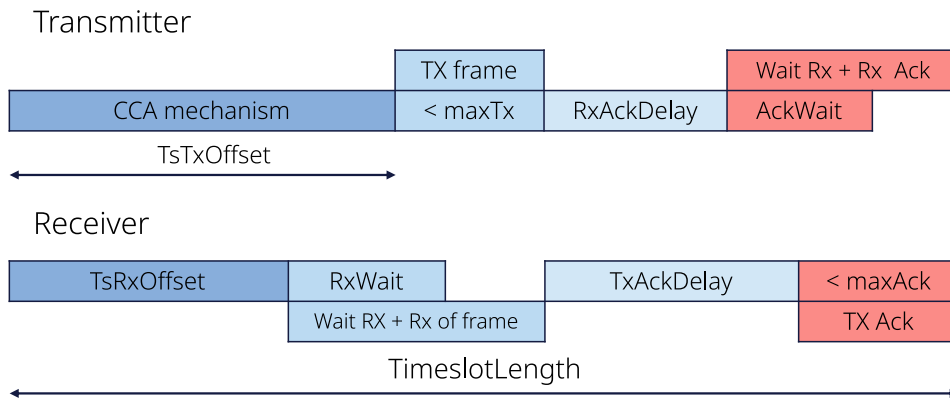 Transmitter
TX frame
Wait Rx + Rx Ack
CCA mechanism
< maxTx
RxAckDelay
AckWait
TsTxOffset
Receiver
TsRxOffset
RxWait
TxAckDelay
< maxAck
Wait RX + Rx of frame
TX Ack
TimeslotLength